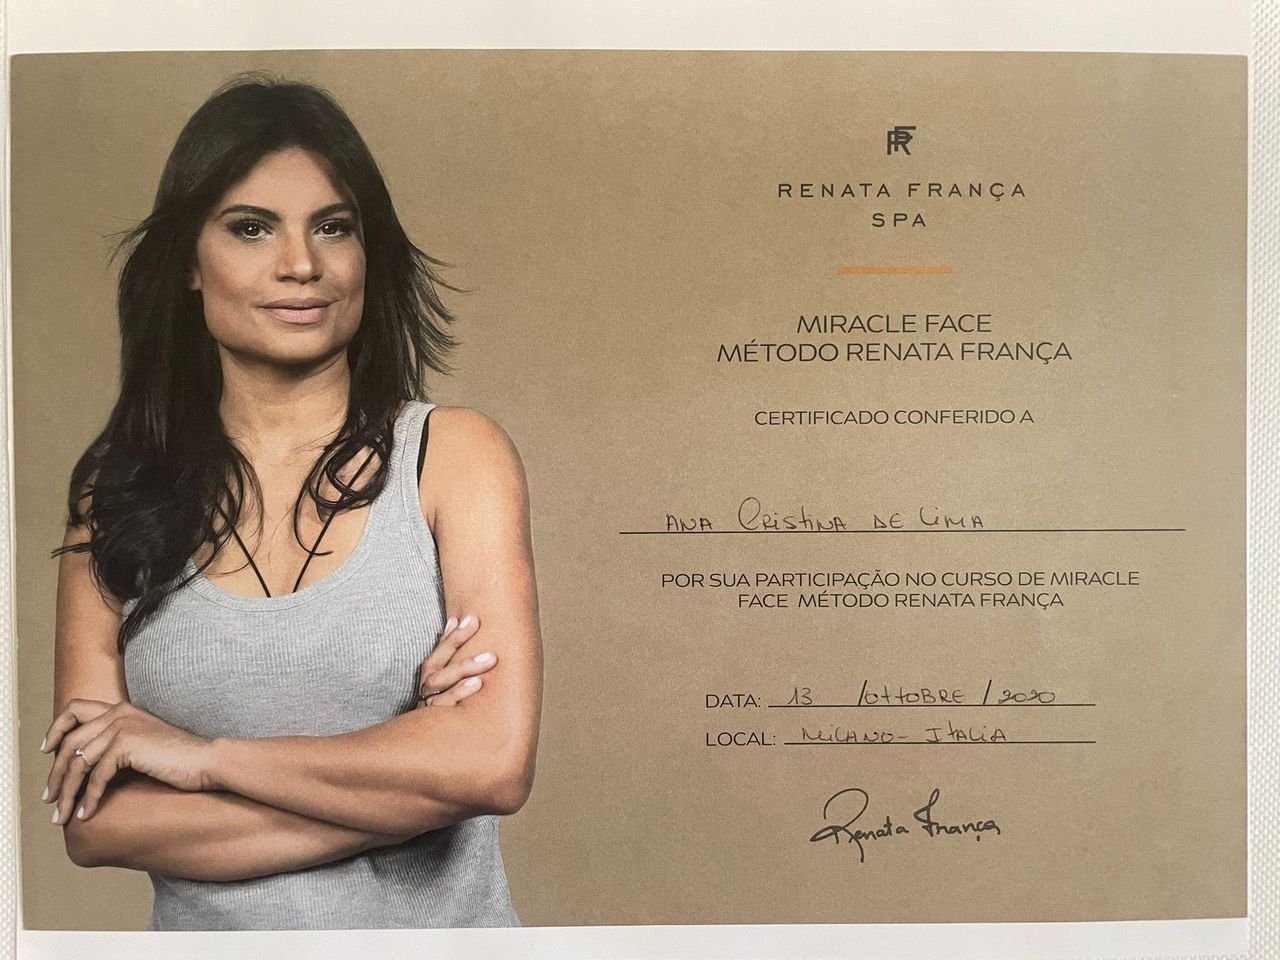 RF
RENATA FRANÇA
SPA
MIRACLE FACE
MÉTODO RENATA FRANÇA
CERTIFICADO CONFERIDO A
ANA CRISTINA DE LIMA
POR SUA PARTICIPAÇÃO NO CURSO DE MIRACLE
FACE MÉTODO RENATA FRANÇA
DATA: 13 /OTTOBRE / 2020
LOCAL: MILANO - ITALIA
Renata França